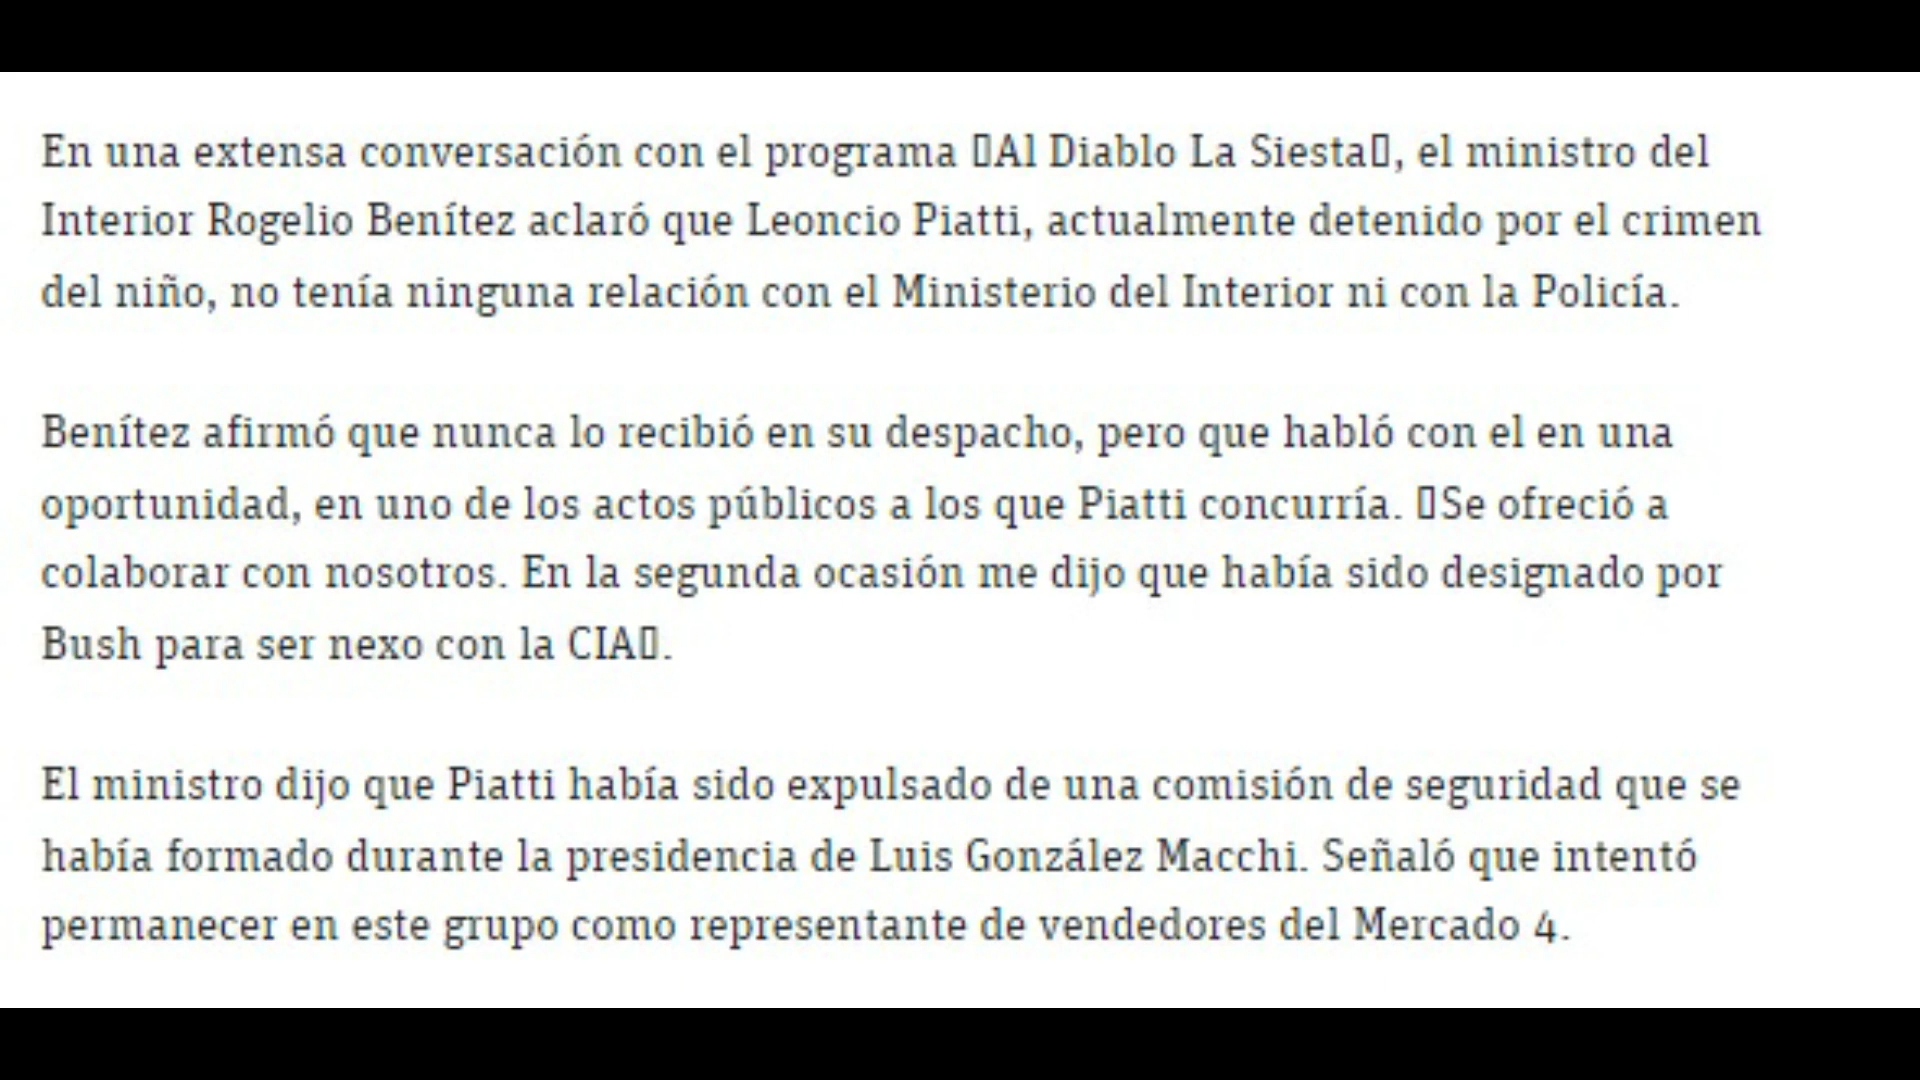 En una extensa conversación con el programa ▯Al Diablo La Siesta▯, el ministro del
Interior Rogelio Benítez aclaró que Leoncio Piatti, actualmente detenido por el crimen
del niño, no tenía ninguna relación con el Ministerio del Interior ni con la Policía.
Benítez afirmó que nunca lo recibió en su despacho, pero que habló con el en una
oportunidad, en uno de los actos públicos a los que Piatti concurría. ▯Se ofreció a
colaborar con nosotros. En la segunda ocasión me dijo que había sido designado por
Bush para ser nexo con la CIA▯.
El ministro dijo que Piatti había sido expulsado de una comisión de seguridad que se
había formado durante la presidencia de Luis González Macchi. Señaló que intentó
permanecer en este grupo como representante de vendedores del Mercado 4.